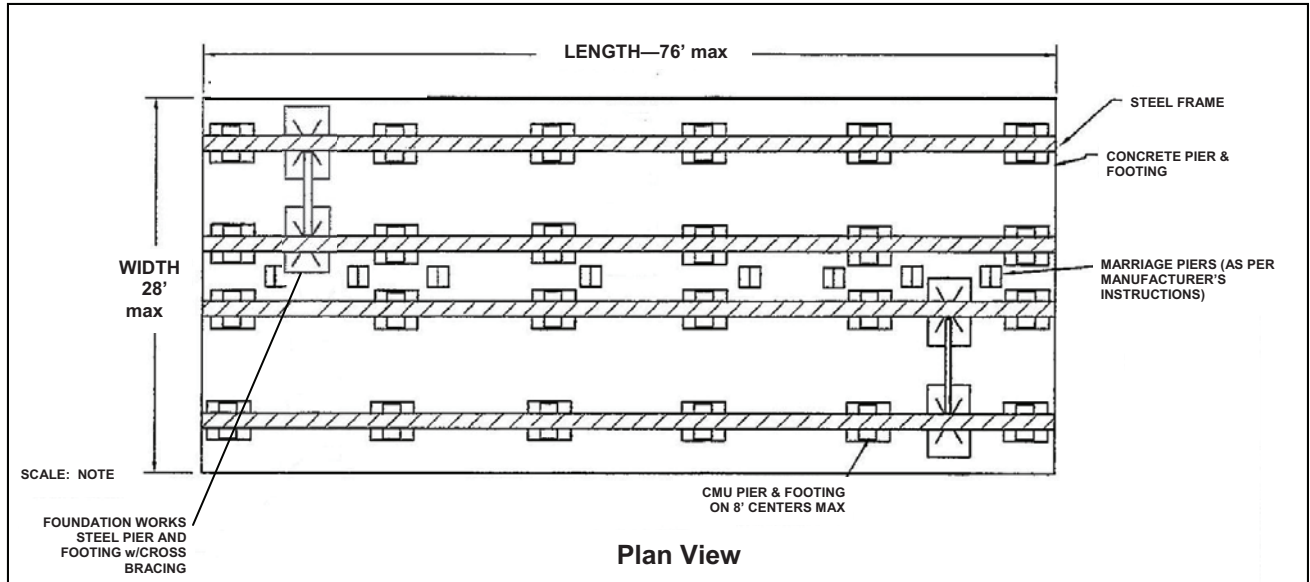 LENGTH—76’ max
STEEL FRAME
CONCRETE PIER &
FOOTING
WIDTH
28’
max
MARRIAGE PIERS (AS PER
MANUFACTURER’S
INSTRUCTIONS)
SCALE:  NOTE
CMU PIER & FOOTING
ON 8’ CENTERS MAX
FOUNDATION WORKS
STEEL PIER AND
FOOTING w/CROSS
BRACING
Plan View